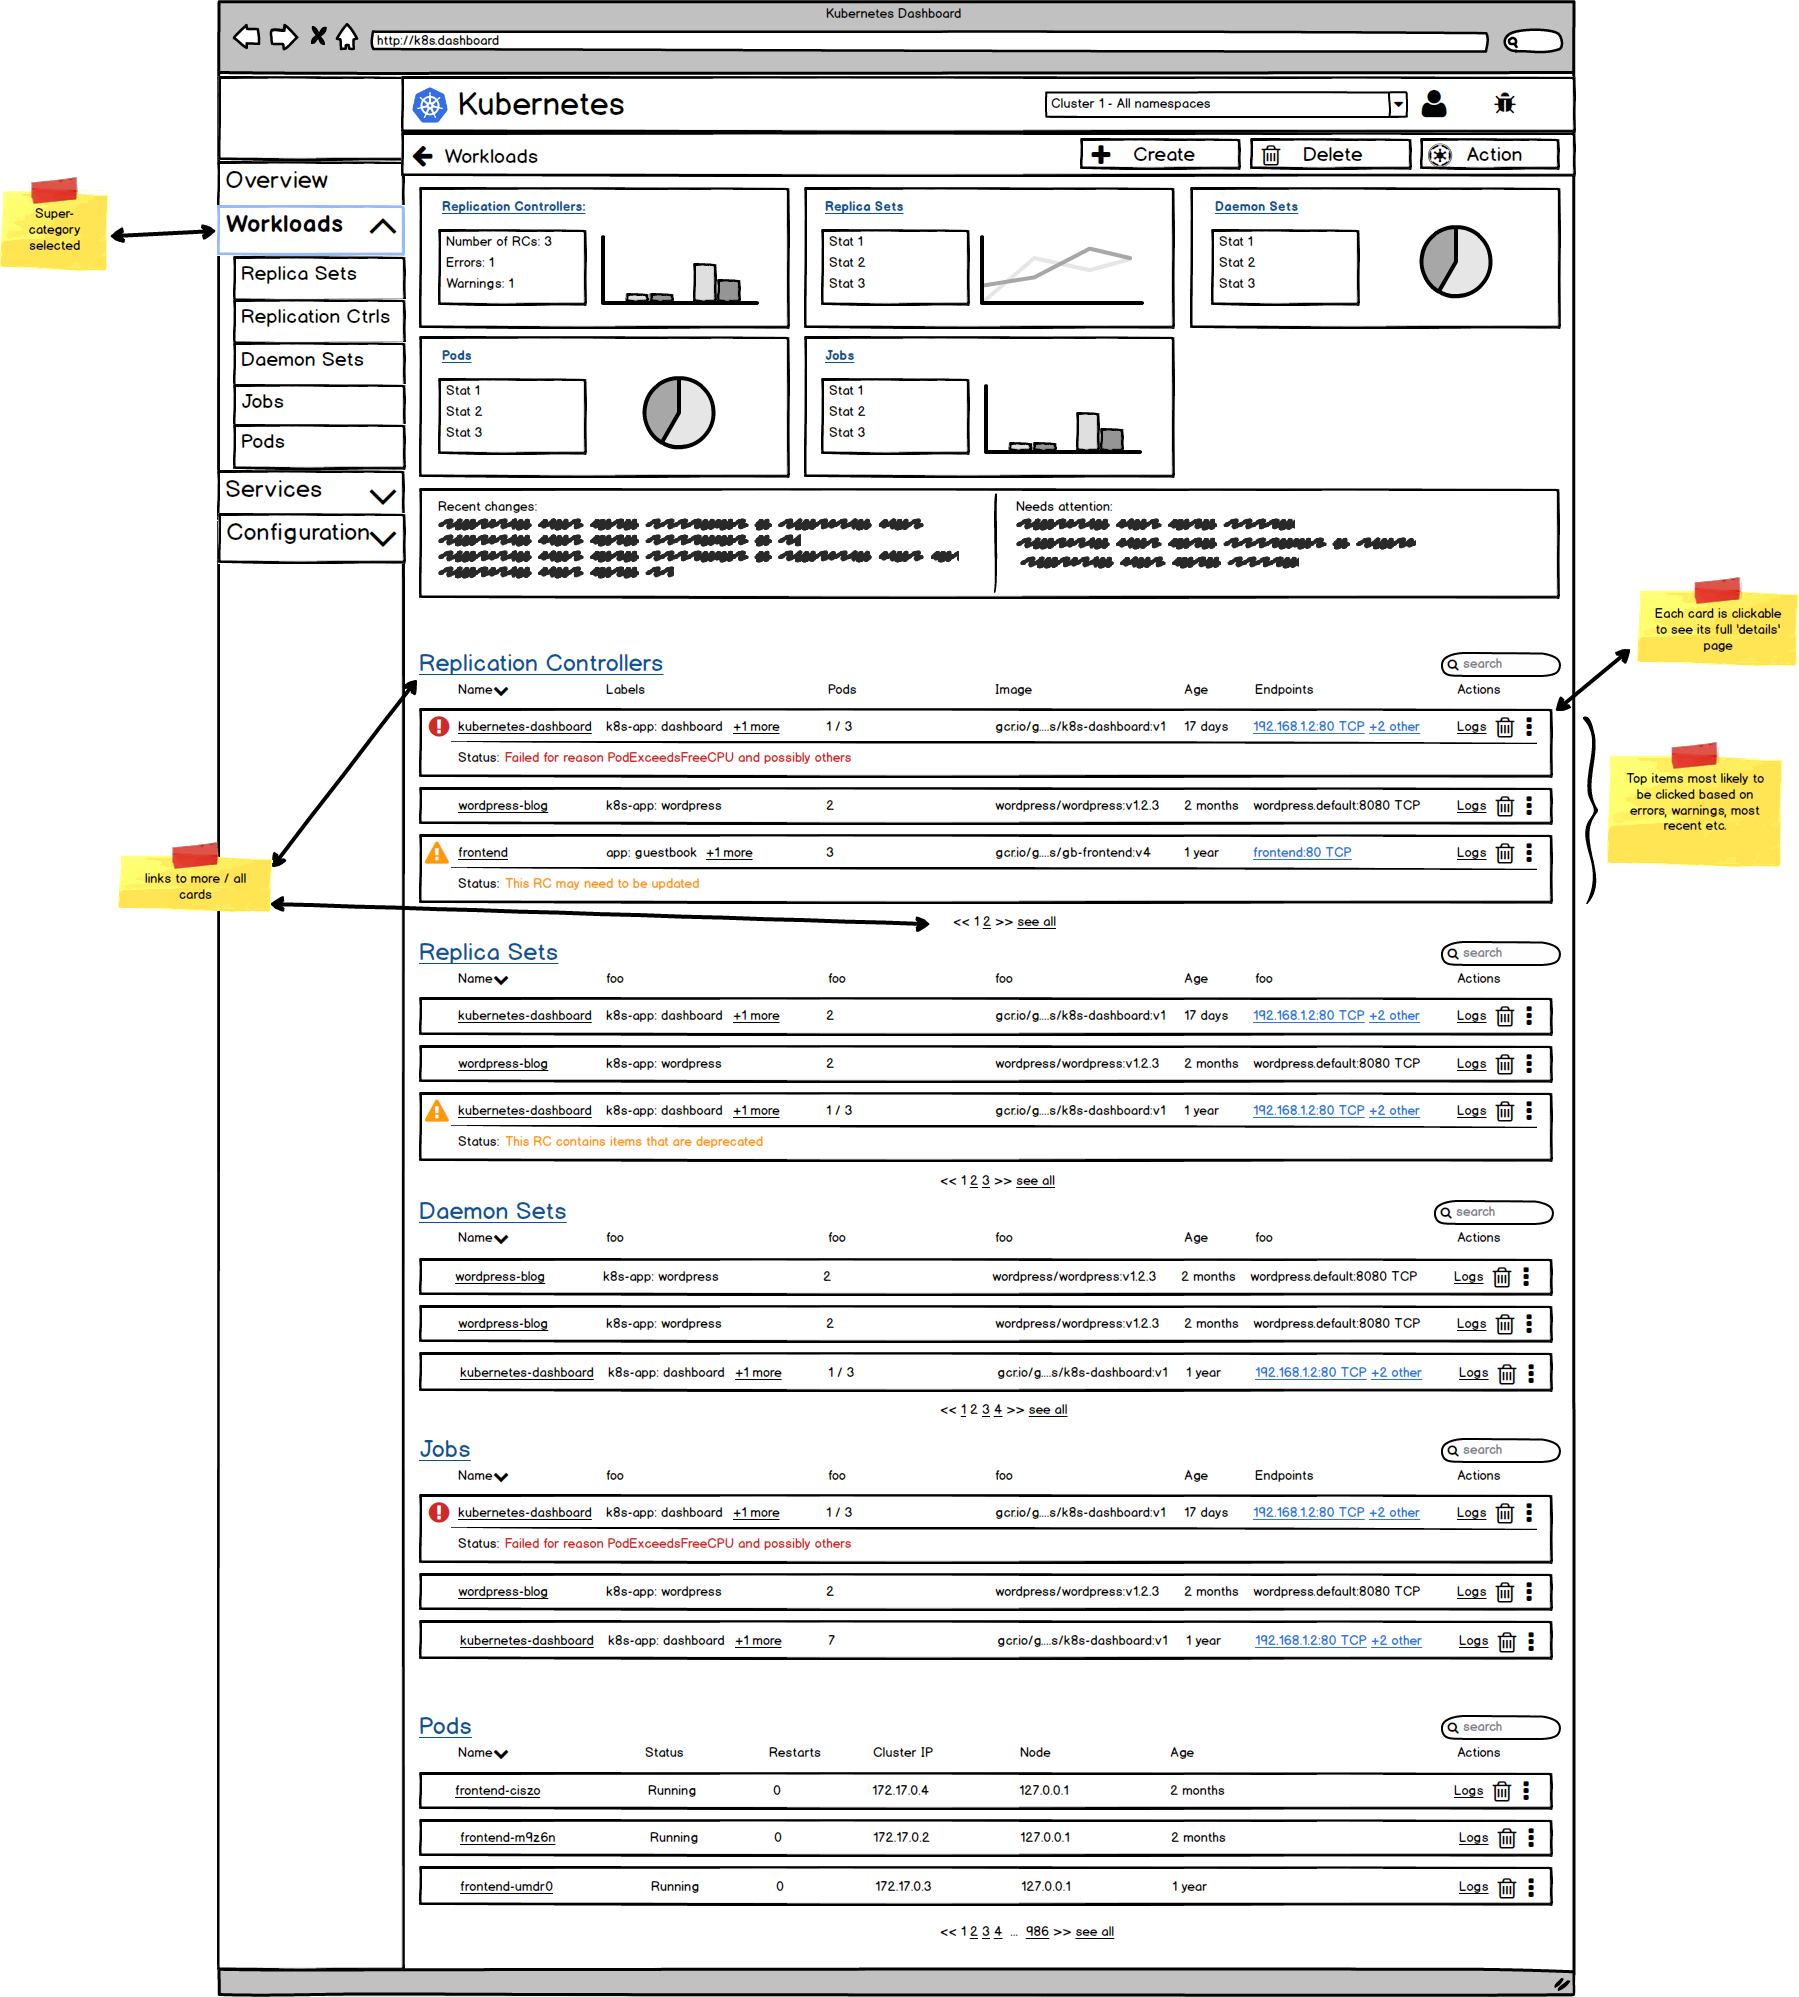 Kubernetes Dashboard
http://k8s.dashboard
Kubernetes
Cluster 1 - All namespaces
Workloads
Create
Delete
Action
Super-
category
selected
Overview
Workloads
Replica Sets
Replication Ctrls
Daemon Sets
Jobs
Pods
Services
Configuration
Replication Controllers:
Number of RCs: 3
Errors: 1
Warnings: 1
Replica Sets
Stat 1
Stat 2
Stat 3
Daemon Sets
Stat 1
Stat 2
Stat 3
Pods
Stat 1
Stat 2
Stat 3
Jobs
Stat 1
Stat 2
Stat 3
Recent changes:
Needs attention:
Each card is clickable
to see its full 'details'
page
Top items most likely to
be clicked based on
errors, warnings, most
recent etc.
links to more / all
cards
Replication Controllers
search
Name Labels Pods Image Age Endpoints Actions
kubernetes-dashboard k8s-app: dashboard +1 more 1 / 3 gcr.io/g....s/k8s-dashboard:v1 17 days 192.168.1.2:80 TCP +2 other Logs
Status: Failed for reason PodExceedsFreeCPU and possibly others
wordpress-blog k8s-app: wordpress 2 wordpress/wordpress:v1.2.3 2 months wordpress.default:8080 TCP Logs
frontend app: guestbook +1 more 3 gcr.io/g....s/gb-frontend:v4 1 year frontend:80 TCP Logs
Status: This RC may need to be updated
<< 1 2 >> see all
Replica Sets
search
Name foo foo foo Age foo Actions
kubernetes-dashboard k8s-app: dashboard +1 more 2 gcr.io/g....s/k8s-dashboard:v1 17 days 192.168.1.2:80 TCP +2 other Logs
wordpress-blog k8s-app: wordpress 2 wordpress/wordpress:v1.2.3 2 months wordpress.default:8080 TCP Logs
kubernetes-dashboard k8s-app: dashboard +1 more 1 / 3 gcr.io/g....s/k8s-dashboard:v1 1 year 192.168.1.2:80 TCP +2 other Logs
Status: This RC contains items that are deprecated
<< 1 2 3 >> see all
Daemon Sets
search
Name foo foo foo Age foo Actions
wordpress-blog k8s-app: wordpress 2 wordpress/wordpress:v1.2.3 2 months wordpress.default:8080 TCP Logs
wordpress-blog k8s-app: wordpress 2 wordpress/wordpress:v1.2.3 2 months wordpress.default:8080 TCP Logs
kubernetes-dashboard k8s-app: dashboard +1 more 1 / 3 gcr.io/g....s/k8s-dashboard:v1 1 year 192.168.1.2:80 TCP +2 other Logs
<< 1 2 3 4 >> see all
Jobs
search
Name foo foo foo Age Endpoints Actions
kubernetes-dashboard k8s-app: dashboard +1 more 1 / 3 gcr.io/g....s/k8s-dashboard:v1 17 days 192.168.1.2:80 TCP +2 other Logs
Status: Failed for reason PodExceedsFreeCPU and possibly others
wordpress-blog k8s-app: wordpress 2 wordpress/wordpress:v1.2.3 2 months wordpress.default:8080 TCP Logs
kubernetes-dashboard k8s-app: dashboard +1 more 7 gcr.io/g....s/k8s-dashboard:v1 1 year 192.168.1.2:80 TCP +2 other Logs
Pods
search
Name Status Restarts Cluster IP Node Age Actions
frontend-ciszo Running 0 172.17.0.4 127.0.0.1 2 months Logs
frontend-m9z6n Running 0 172.17.0.2 127.0.0.1 2 months Logs
frontend-umdr0 Running 0 172.17.0.3 127.0.0.1 1 year Logs
<< 1 2 3 4 ... 986 >> see all